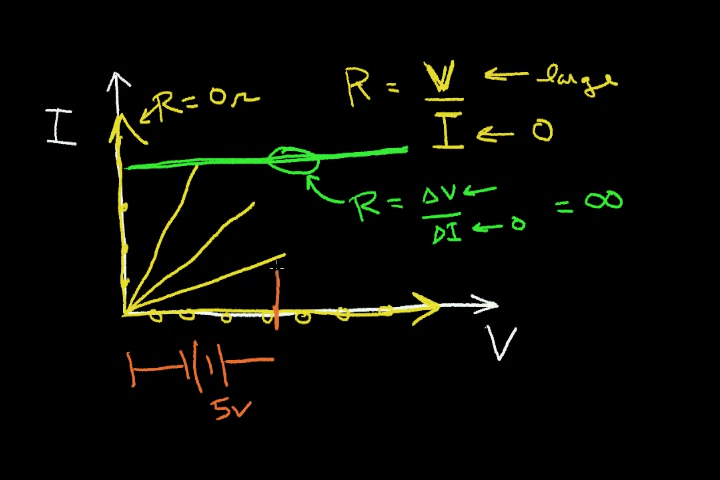 I
R = 0Ω
R = V/I ← large ← 0
R = ΔV/ΔI ← ← 0 = ∞
V
5V